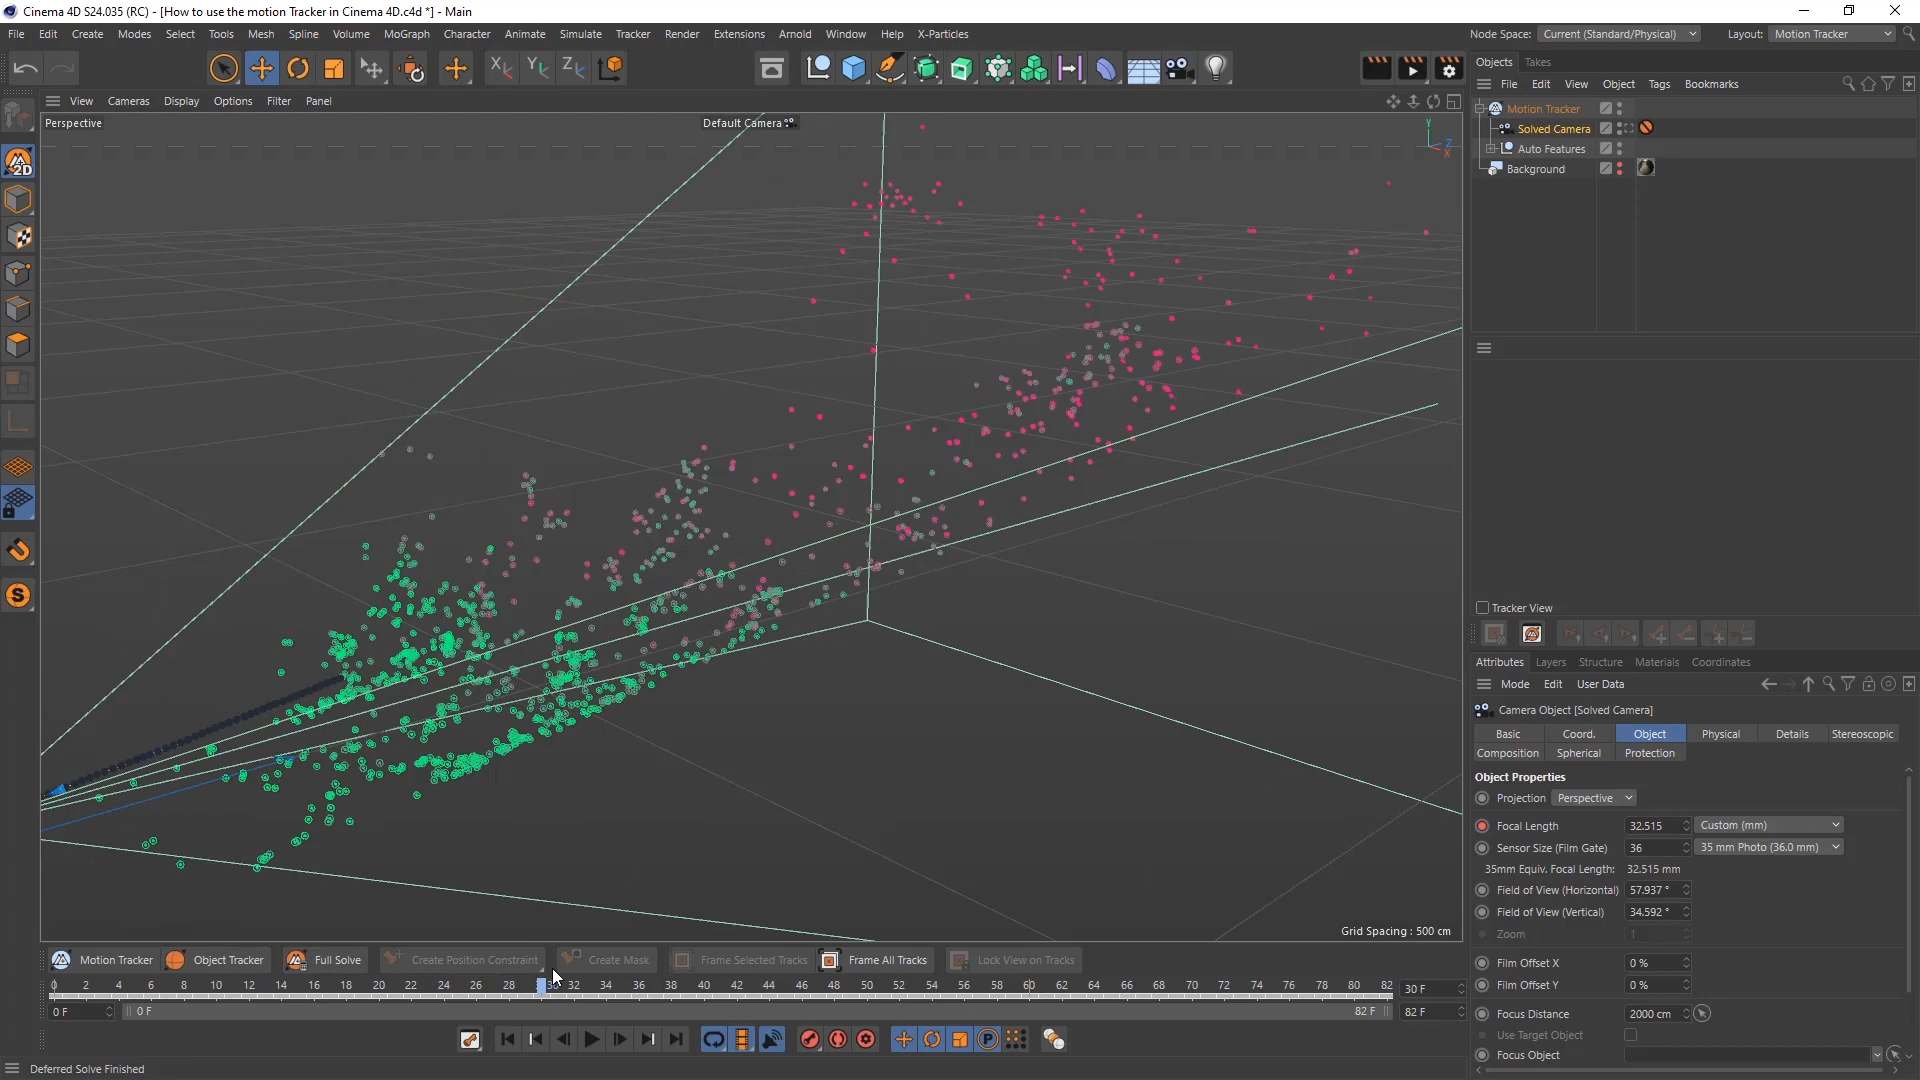 Cinema 4D S24.035 (RC) - [How to use the motion Tracker in Cinema 4D.c4d *] - Main
File Edit Create Modes Select Tools Mesh Spline Volume MoGraph Character Animate Simulate Tracker Render Extensions Arnold Window Help X-Particles
Node Space: Current (Standard/Physical) Layout: Motion Tracker
Objects Takes
File Edit View Object Tags Bookmarks
View Cameras Display Options Filter Panel
Perspective
Default Camera
Y
Z
X
2D
S
Motion Tracker
Solved Camera
Auto Features
Background
Grid Spacing : 500 cm
Tracker View
Attributes Layers Structure Materials Coordinates
Mode Edit User Data
Camera Object [Solved Camera]
Basic Coord. Object Physical Details Stereoscopic
Composition Spherical Protection
Object Properties
Projection Perspective
Focal Length 32.515 Custom (mm)
Sensor Size (Film Gate) 36 35 mm Photo (36.0 mm)
35mm Equiv. Focal Length: 32.515 mm
Field of View (Horizontal) 57.937 °
Field of View (Vertical) 34.592 °
Zoom 1
Film Offset X 0 %
Film Offset Y 0 %
Focus Distance 2000 cm
Use Target Object
Focus Object
Motion Tracker Object Tracker Full Solve Create Position Constraint Create Mask Frame Selected Tracks Frame All Tracks Lock View on Tracks
0 2 4 6 8 10 12 14 16 18 20 22 24 26 28 30 32 34 36 38 40 42 44 46 48 50 52 54 56 58 60 62 64 66 68 70 72 74 76 78 80 82 30 F
0 F 0 F 82 F 82 F
P
Deferred Solve Finished